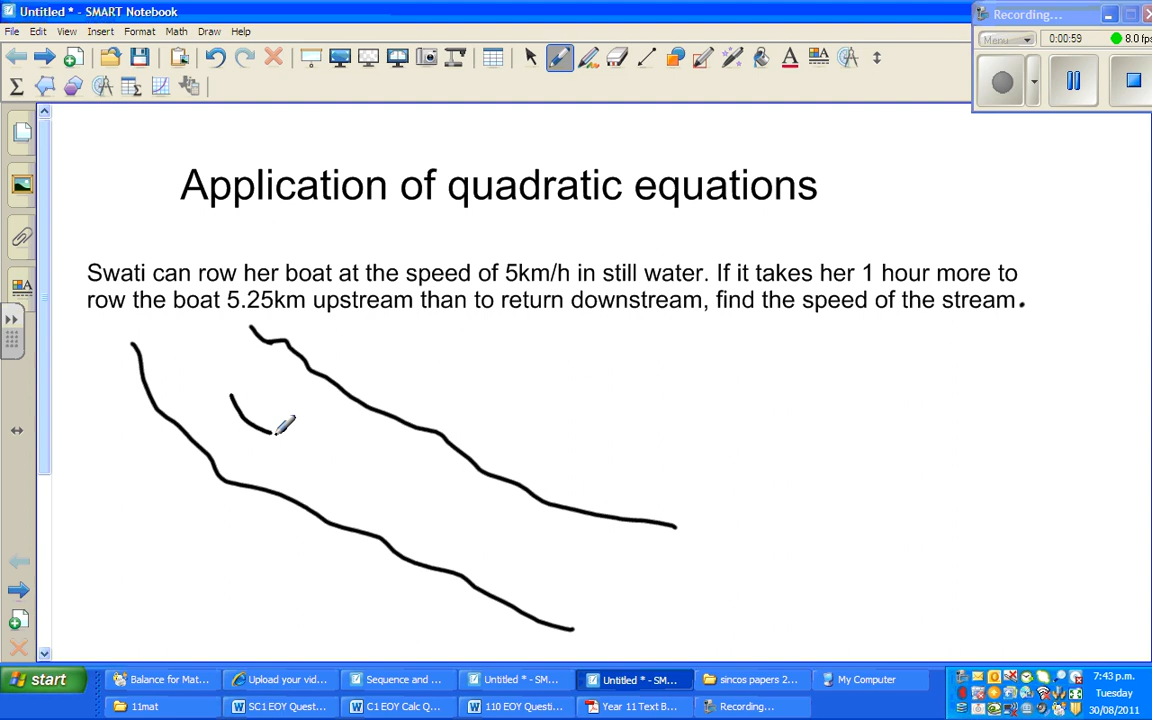 Untitled * - SMART Notebook
Recording...
File Edit View Insert Format Math Draw Help
Menu 0:00:59 8.0 fps
Application of quadratic equations
Swati can row her boat at the speed of 5km/h in still water. If it takes her 1 hour more to
row the boat 5.25km upstream than to return downstream, find the speed of the stream.
start
Balance for Mat...
Upload your vid...
Sequence and ...
Untitled * - SM...
Untitled * - SM...
sincos papers 2...
My Computer
11mat
SC1 EOY Quest...
C1 EOY Calc Q...
110 EOY Questi...
Year 11 Text B...
Recording...
7:43 p.m.
Tuesday
30/08/2011